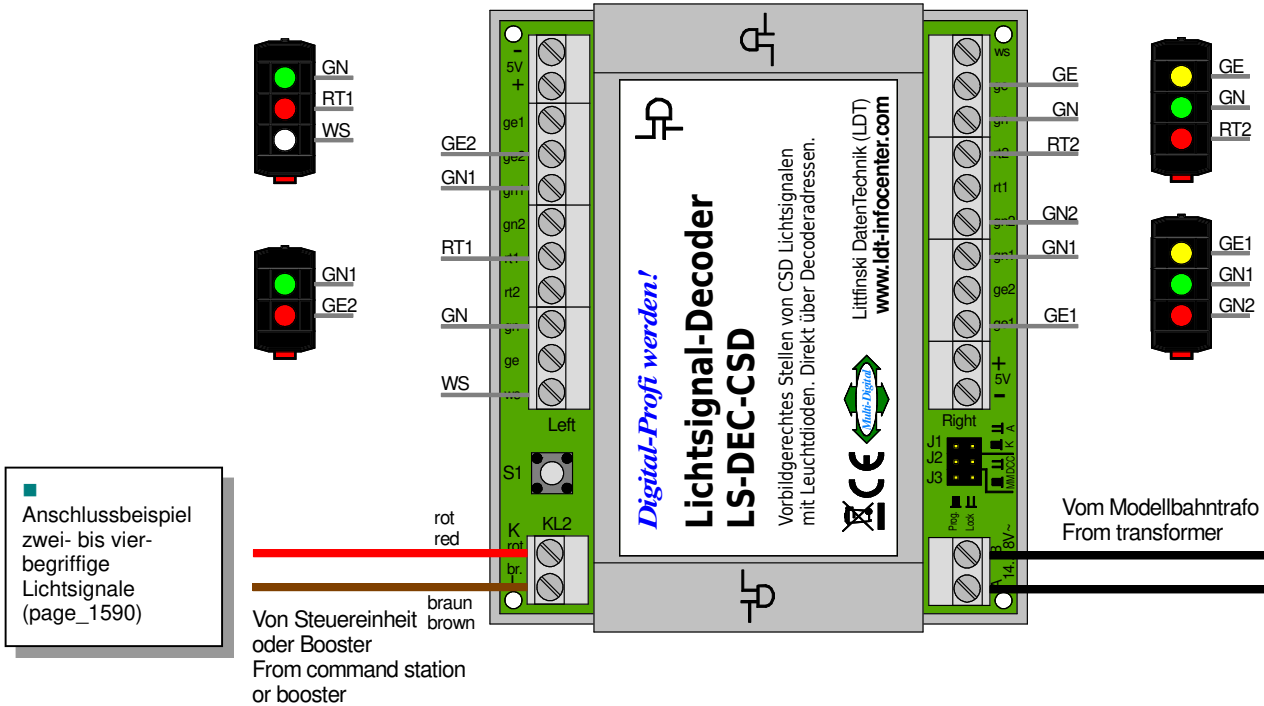 GN
RT1
WS
GN1
GE2
GE2
GN1
RT1
GN
WS
-
5V
+
ge1
ge2
gn1
gn2
rt1
rt2
gn
ge
ws
Left
S1
K
KL2
rot
br.
L
Digital-Profi werden!
Lichtsignal-Decoder
LS-DEC-CSD
Vorbildgerechtes Stellen von CSD Lichtsignalen
mit Leuchtdioden. Direkt über Decoderadressen.
Littfinski DatenTechnik (LDT)
www.ldt-infocenter.com
Multi-Digital
CE
ws
ge
gn
rt2
rt1
gn2
gn1
ge2
ge1
+
5V
-
Right
J1
J2
J3
A
K
DCC
MM
Prog.
Lock
B
A
GE
GN
RT2
GN2
GN1
GE1
GE
GN
RT2
GE1
GN1
GN2
Anschlussbeispiel
zwei- bis vier-
begriffige
Lichtsignale
(page_1590)
rot
red
braun
brown
Von Steuereinheit
oder Booster
From command station
or booster
Vom Modellbahntrafo
From transformer